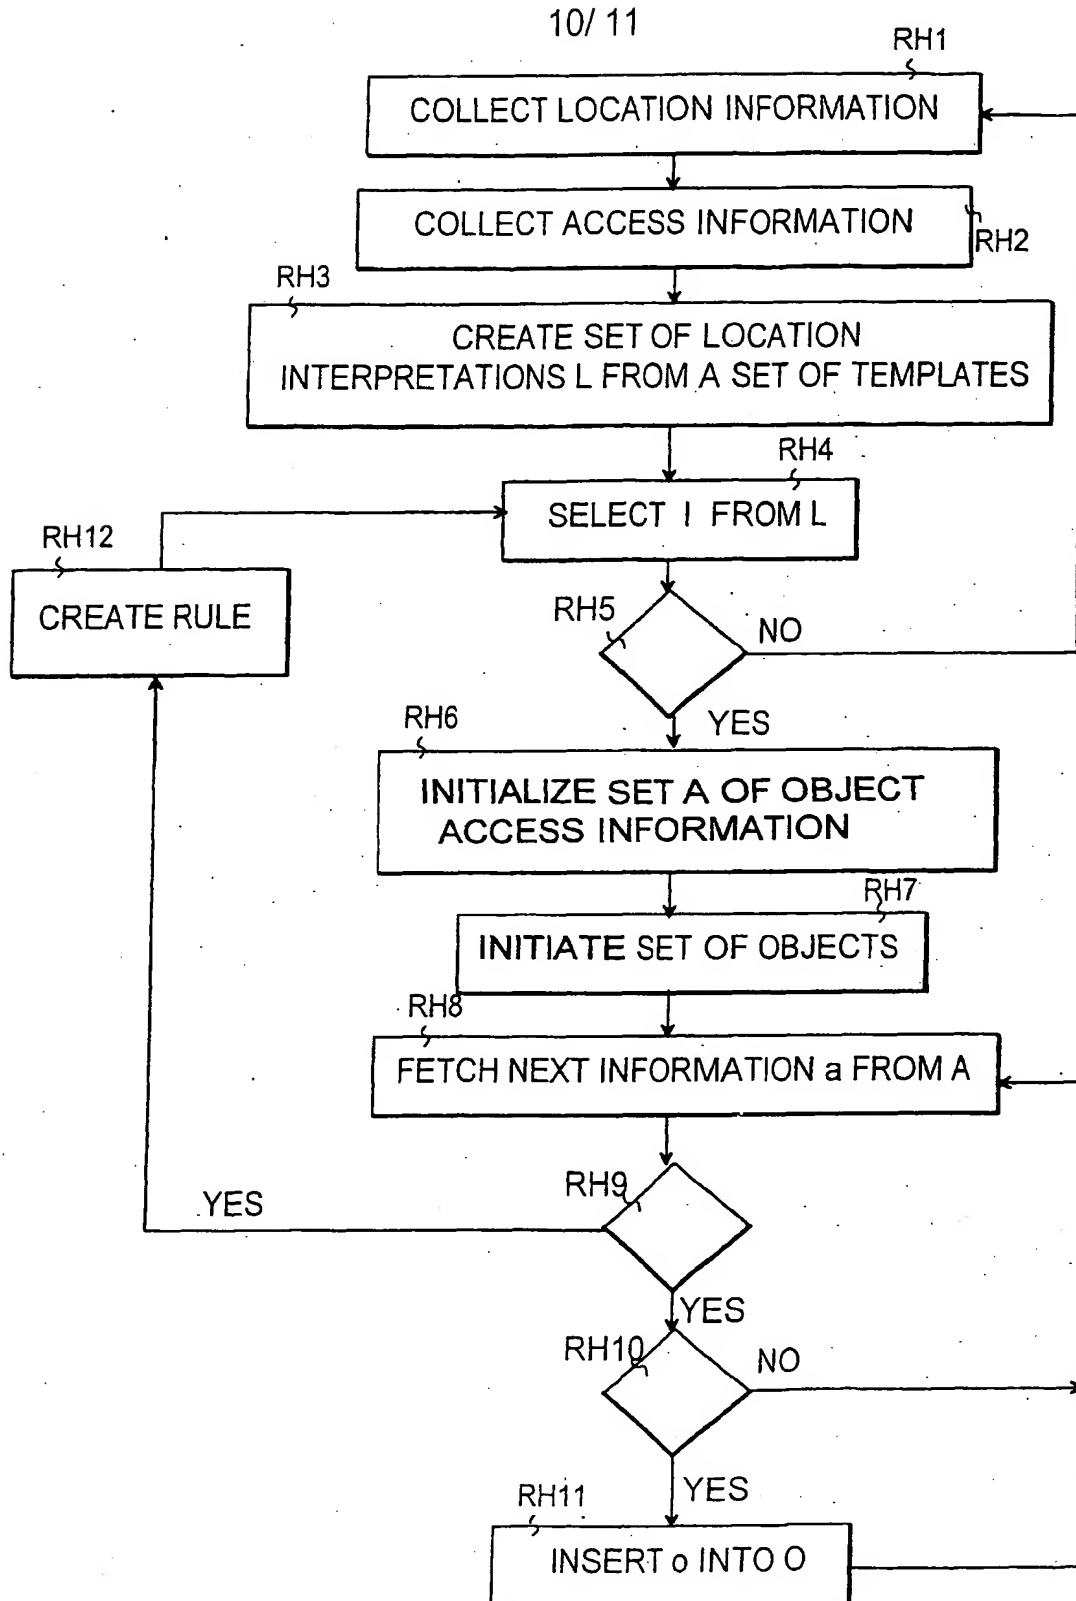 10/ 11
RH1
COLLECT LOCATION INFORMATION
COLLECT ACCESS INFORMATION
RH2
RH3
CREATE SET OF LOCATION
INTERPRETATIONS L FROM A SET OF TEMPLATES
RH4
SELECT l FROM L
RH12
CREATE RULE
RH5
NO
YES
RH6
INITIALIZE SET A OF OBJECT
ACCESS INFORMATION
RH7
INITIATE SET OF OBJECTS
RH8
FETCH NEXT INFORMATION a FROM A
RH9
YES
YES
RH10
NO
YES
RH11
INSERT o INTO O